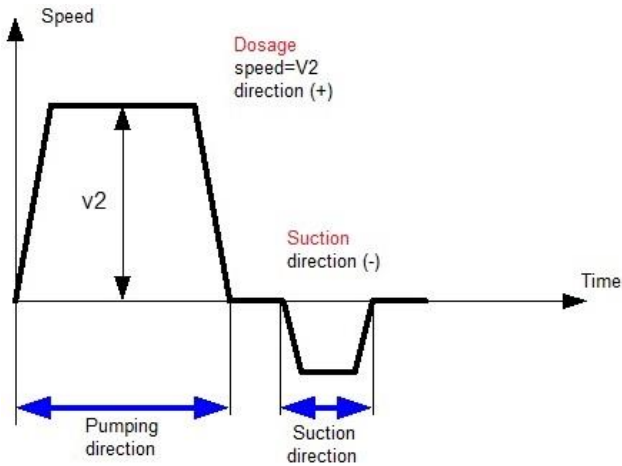 Speed
Dosage
speed=V2
direction (+)
v2
Suction
direction (-)
Time
Pumping
direction
Suction
direction